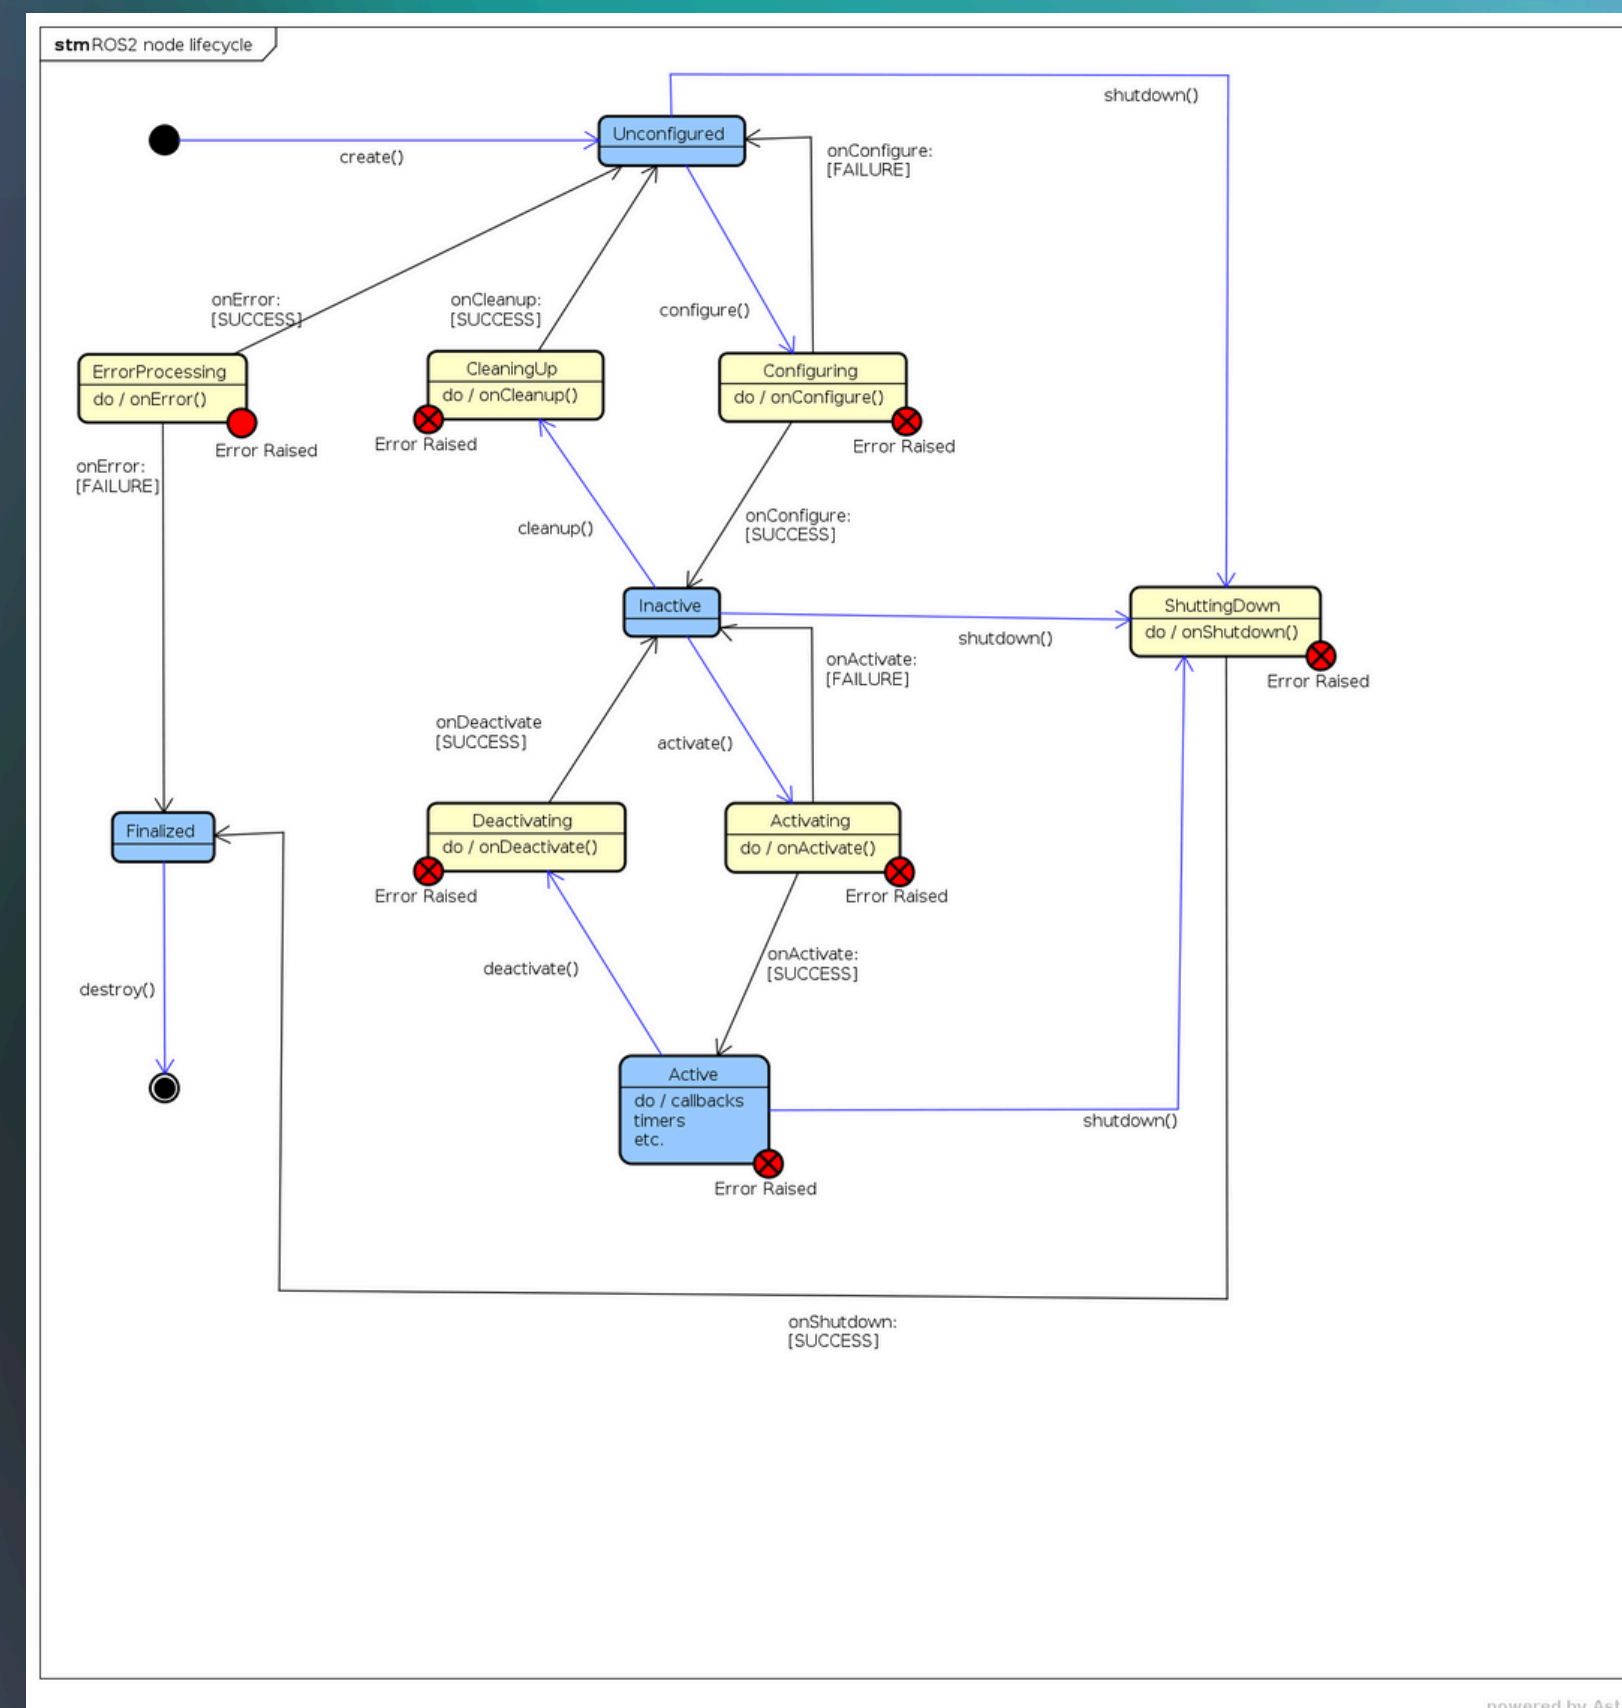 stm ROS2 node lifecycle
shutdown()
Unconfigured
create()
onConfigure:
[FAILURE]
onError:
[SUCCESS]
onCleanup:
[SUCCESS]
configure()
ErrorProcessing
do / onError()
Error Raised
CleaningUp
do / onCleanup()
Error Raised
Configuring
do / onConfigure()
Error Raised
onError:
[FAILURE]
cleanup()
onConfigure:
[SUCCESS]
Inactive
shutdown()
ShuttingDown
do / onShutdown()
Error Raised
onActivate:
[FAILURE]
onDeactivate
[SUCCESS]
activate()
Finalized
Deactivating
do / onDeactivate()
Error Raised
Activating
do / onActivate()
Error Raised
deactivate()
onActivate:
[SUCCESS]
destroy()
Active
do / callbacks
timers
etc.
Error Raised
shutdown()
onShutdown:
[SUCCESS]
powered by Ast